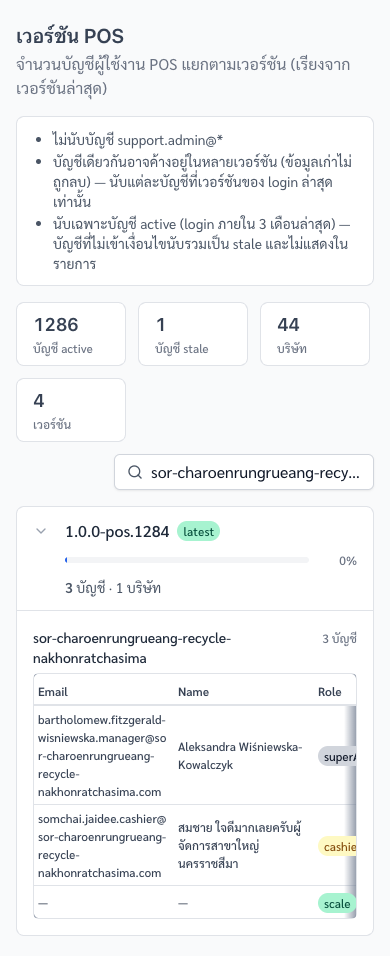 เวอร์ชัน POS
จำนวนบัญชีผู้ใช้งาน POS แยกตามเวอร์ชัน (เรียงจาก
เวอร์ชันล่าสุด)
• ไม่นับบัญชี support.admin@*
• บัญชีเดียวกันอาจค้างอยู่ในหลายเวอร์ชัน (ข้อมูลเก่าไม่
ถูกลบ) — นับแต่ละบัญชีที่เวอร์ชันของ login ล่าสุด
เท่านั้น
• นับเฉพาะบัญชี active (login ภายใน 3 เดือนล่าสุด) —
บัญชีที่ไม่เข้าเงื่อนไขนับรวมเป็น stale และไม่แสดงใน
รายการ
1286 1 44
บัญชี active บัญชี stale บริษัท
4
เวอร์ชัน
sor-charoenrungrueang-recy...
1.0.0-pos.1284 latest
0%
3 บัญชี · 1 บริษัท
sor-charoenrungrueang-recycle- 3 บัญชี
nakhonratchasima
Email Name Role
bartholomew.fitzgerald-
wisniewska.manager@so
r-charoenrungrueang-
recycle-
nakhonratchasima.com
Aleksandra Wiśniewska-
Kowalczyk
superA
somchai.jaidee.cashier@
sor-charoenrungrueang-
recycle-
nakhonratchasima.com
สมชาย ใจดีมากเลยครับผู้
จัดการสาขาใหญ่
นครราชสีมา
cashie
— — scale